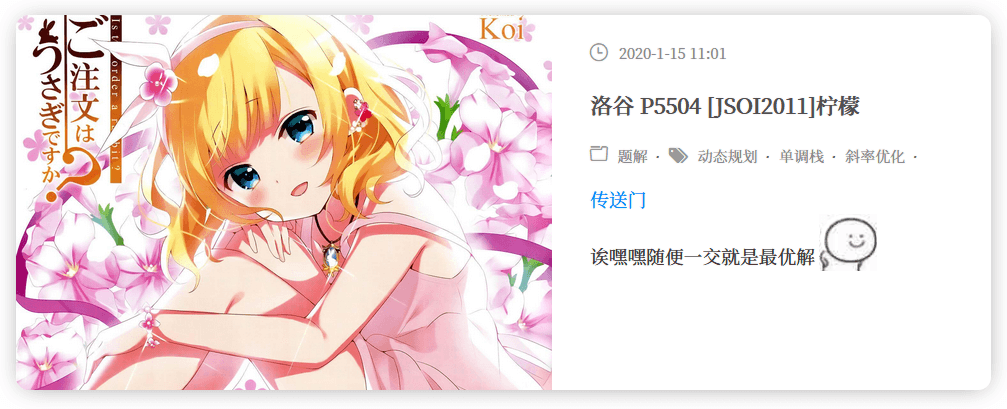 ご注文は
うさぎですか
?
Is the order a rabbit?
Koi
2020-1-15 11:01
洛谷 P5504 [JSOI2011]柠檬
题解 · 动态规划 · 单调栈 · 斜率优化 ·
传送门
诶嘿嘿随便一交就是最优解